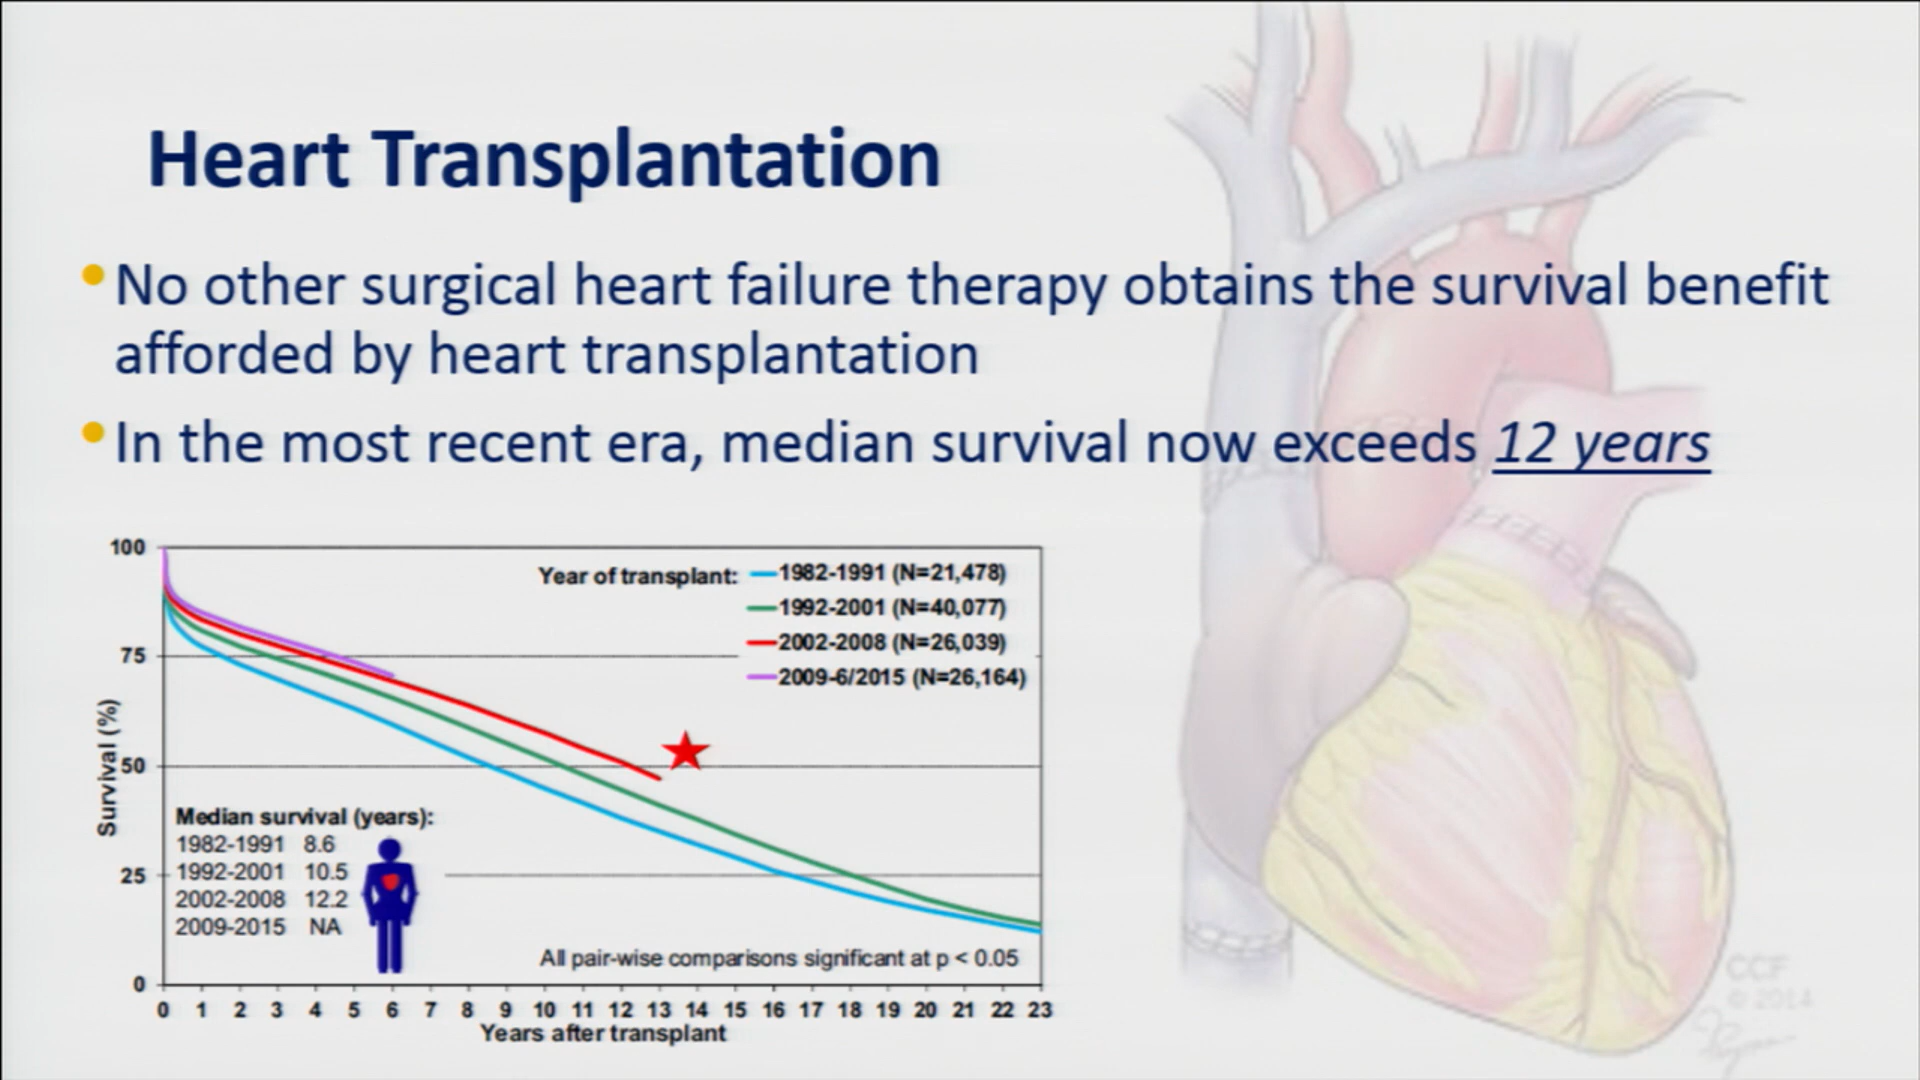 Heart Transplantation
•No other surgical heart failure therapy obtains the survival benefit
afforded by heart transplantation
•In the most recent era, median survival now exceeds 12 years
100
75
50
25
0
Survival (%)
Year of transplant:
1982-1991 (N=21,478)
1992-2001 (N=40,077)
2002-2008 (N=26,039)
2009-6/2015 (N=26,164)
Median survival (years):
1982-1991 8.6
1992-2001 10.5
2002-2008 12.2
2009-2015 NA
All pair-wise comparisons significant at p < 0.05
0 1 2 3 4 5 6 7 8 9 10 11 12 13 14 15 16 17 18 19 20 21 22 23
Years after transplant
CCF
© 2014